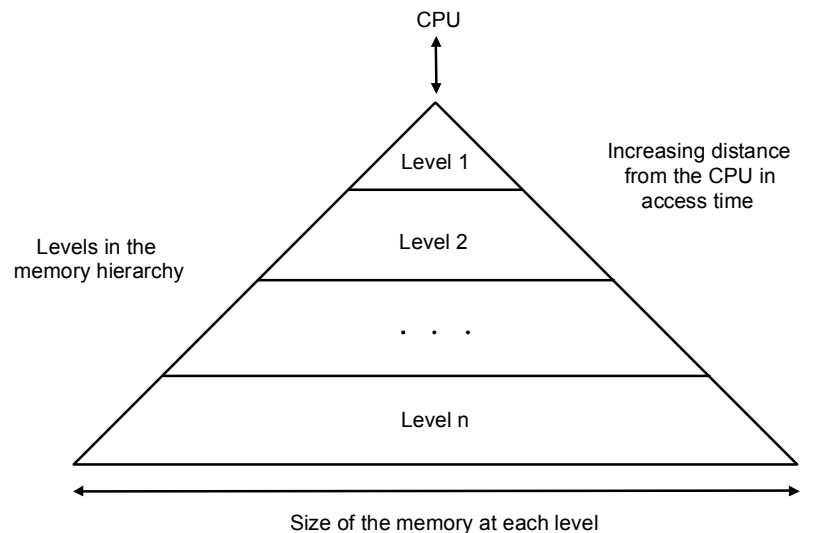 CPU
Level 1
Increasing distance
from the CPU in
access time
Level 2
Levels in the
memory hierarchy
. . .
Level n
Size of the memory at each level